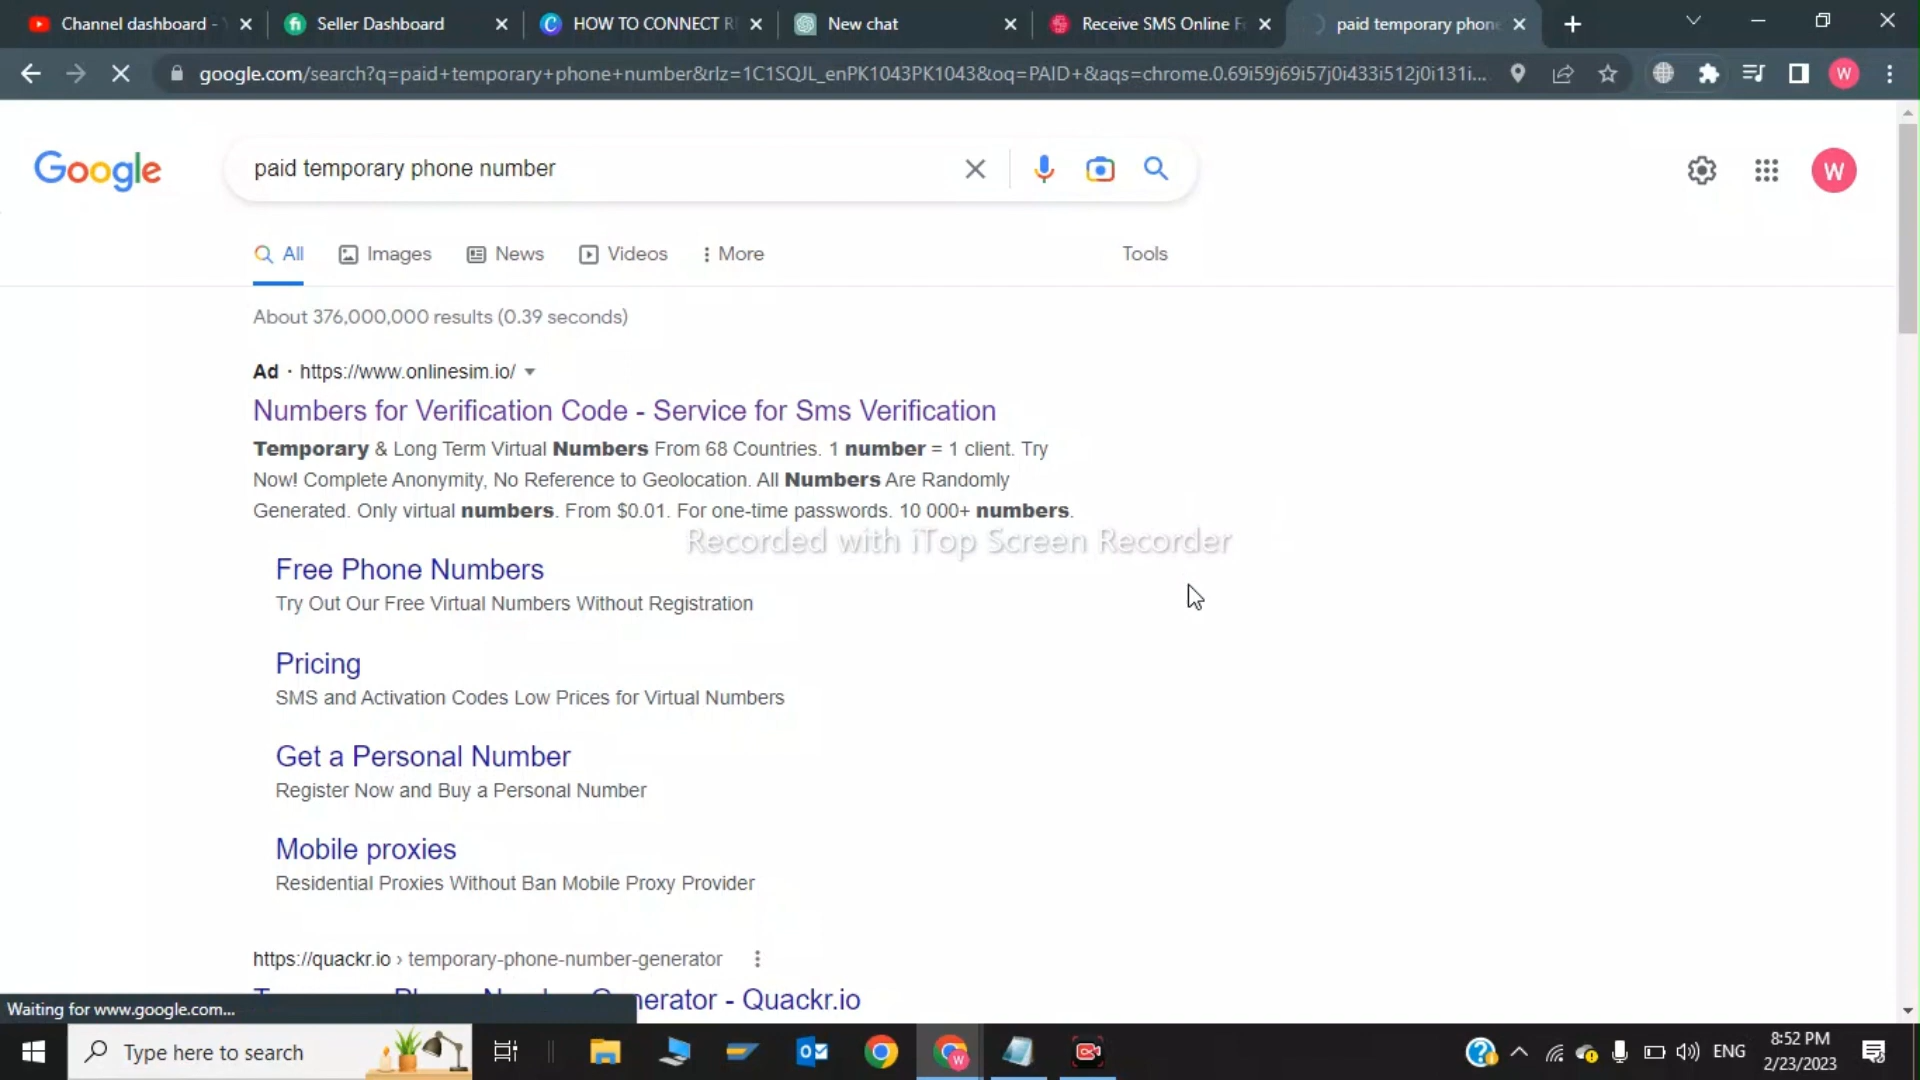 Channel dashboard -
Seller Dashboard
HOW TO CONNECT R
New chat
Receive SMS Online F
paid temporary phone
google.com/search?q=paid+temporary+phone+number&rlz=1C1SQJL_enPK1043PK1043&oq=PAID+&aqs=chrome.0.69i59j69i57j0i433i512j0i131i...
W
Google
paid temporary phone number
W
All
Images
News
Videos
More
Tools
About 376,000,000 results (0.39 seconds)
Ad · https://www.onlinesim.io/
Numbers for Verification Code - Service for Sms Verification
Temporary & Long Term Virtual Numbers From 68 Countries. 1 number = 1 client. Try
Now! Complete Anonymity, No Reference to Geolocation. All Numbers Are Randomly
Generated. Only virtual numbers. From $0.01. For one-time passwords. 10 000+ numbers.
Recorded with iTop Screen Recorder
Free Phone Numbers
Try Out Our Free Virtual Numbers Without Registration
Pricing
SMS and Activation Codes Low Prices for Virtual Numbers
Get a Personal Number
Register Now and Buy a Personal Number
Mobile proxies
Residential Proxies Without Ban Mobile Proxy Provider
https://quackr.io › temporary-phone-number-generator
nerator - Quackr.io
Waiting for www.google.com...
Type here to search
W
ENG
8:52 PM
2/23/2023